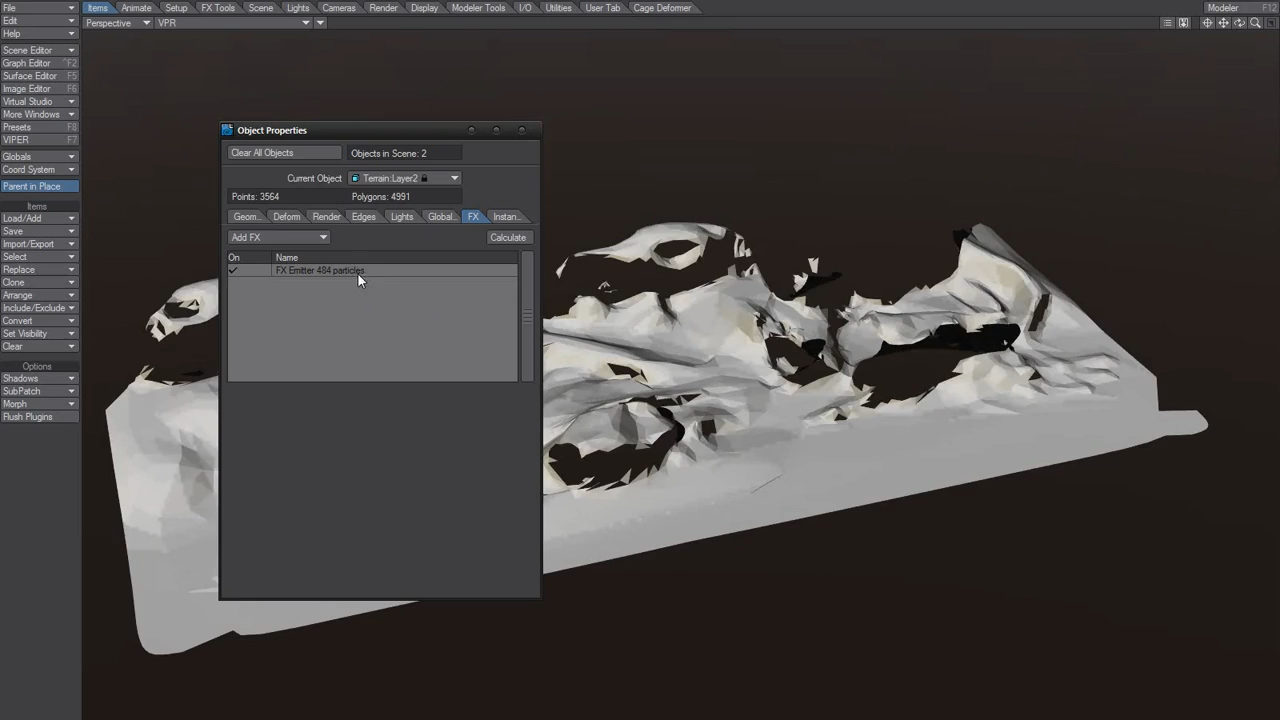 File
Items
Animate
Setup
FX Tools
Scene
Lights
Cameras
Render
Display
Modeler Tools
I/O
Utilities
User Tab
Cage Deformer
Modeler F12
Edit
Perspective
VPR
Help
Scene Editor
Graph Editor ^F2
Surface Editor F5
Image Editor F6
Virtual Studio
More Windows
Presets F8
VIPER F7
Globals
Coord System
Parent in Place
Items
Load/Add
Save
Import/Export
Select
Replace
Clone
Arrange
Include/Exclude
Convert
Set Visibility
Clear
Options
Shadows
SubPatch
Morph
Flush Plugins
Object Properties
Clear All Objects
Objects in Scene: 2
Current Object
Terrain:Layer2
Points: 3564
Polygons: 4991
Geom...
Deform
Render
Edges
Lights
Global...
FX
Instan...
Add FX
Calculate
On
Name
FX Emitter 484 particles